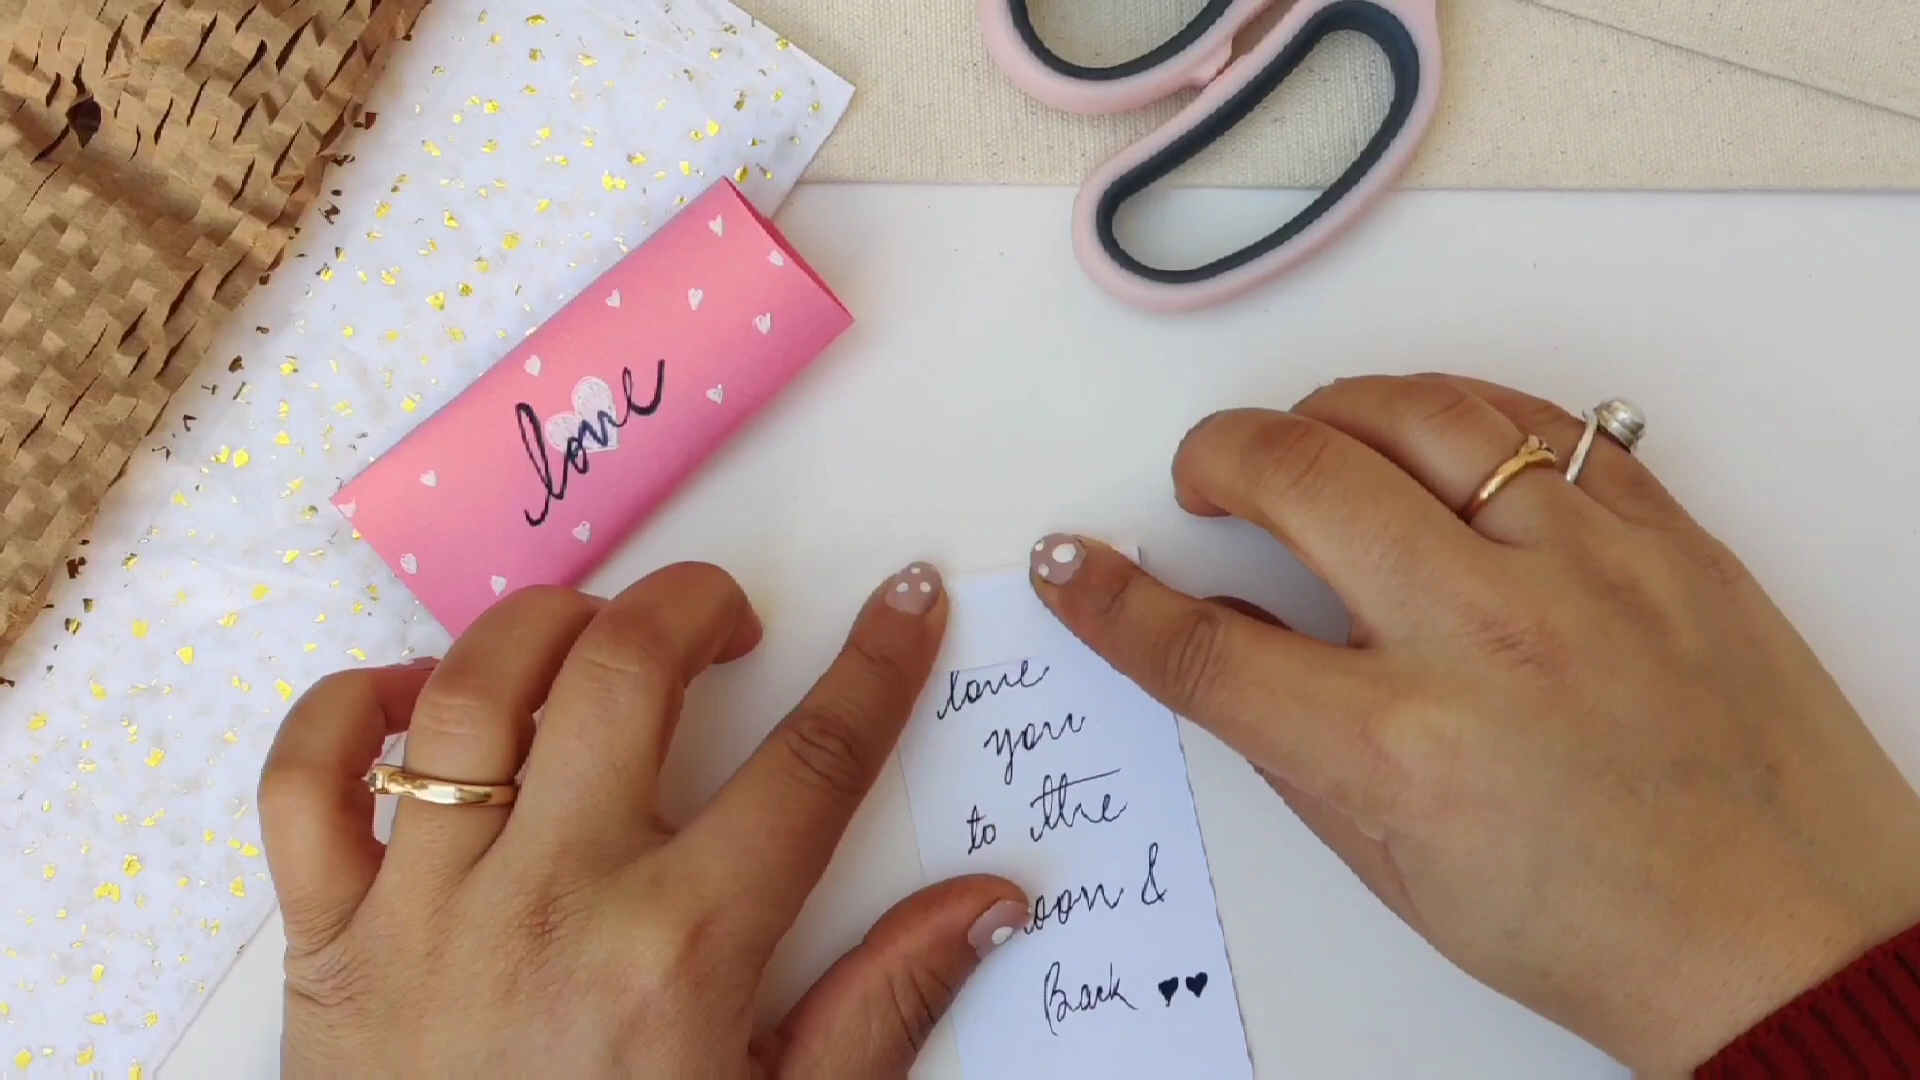 love
love
you
to the
oon &
Back ♥♥